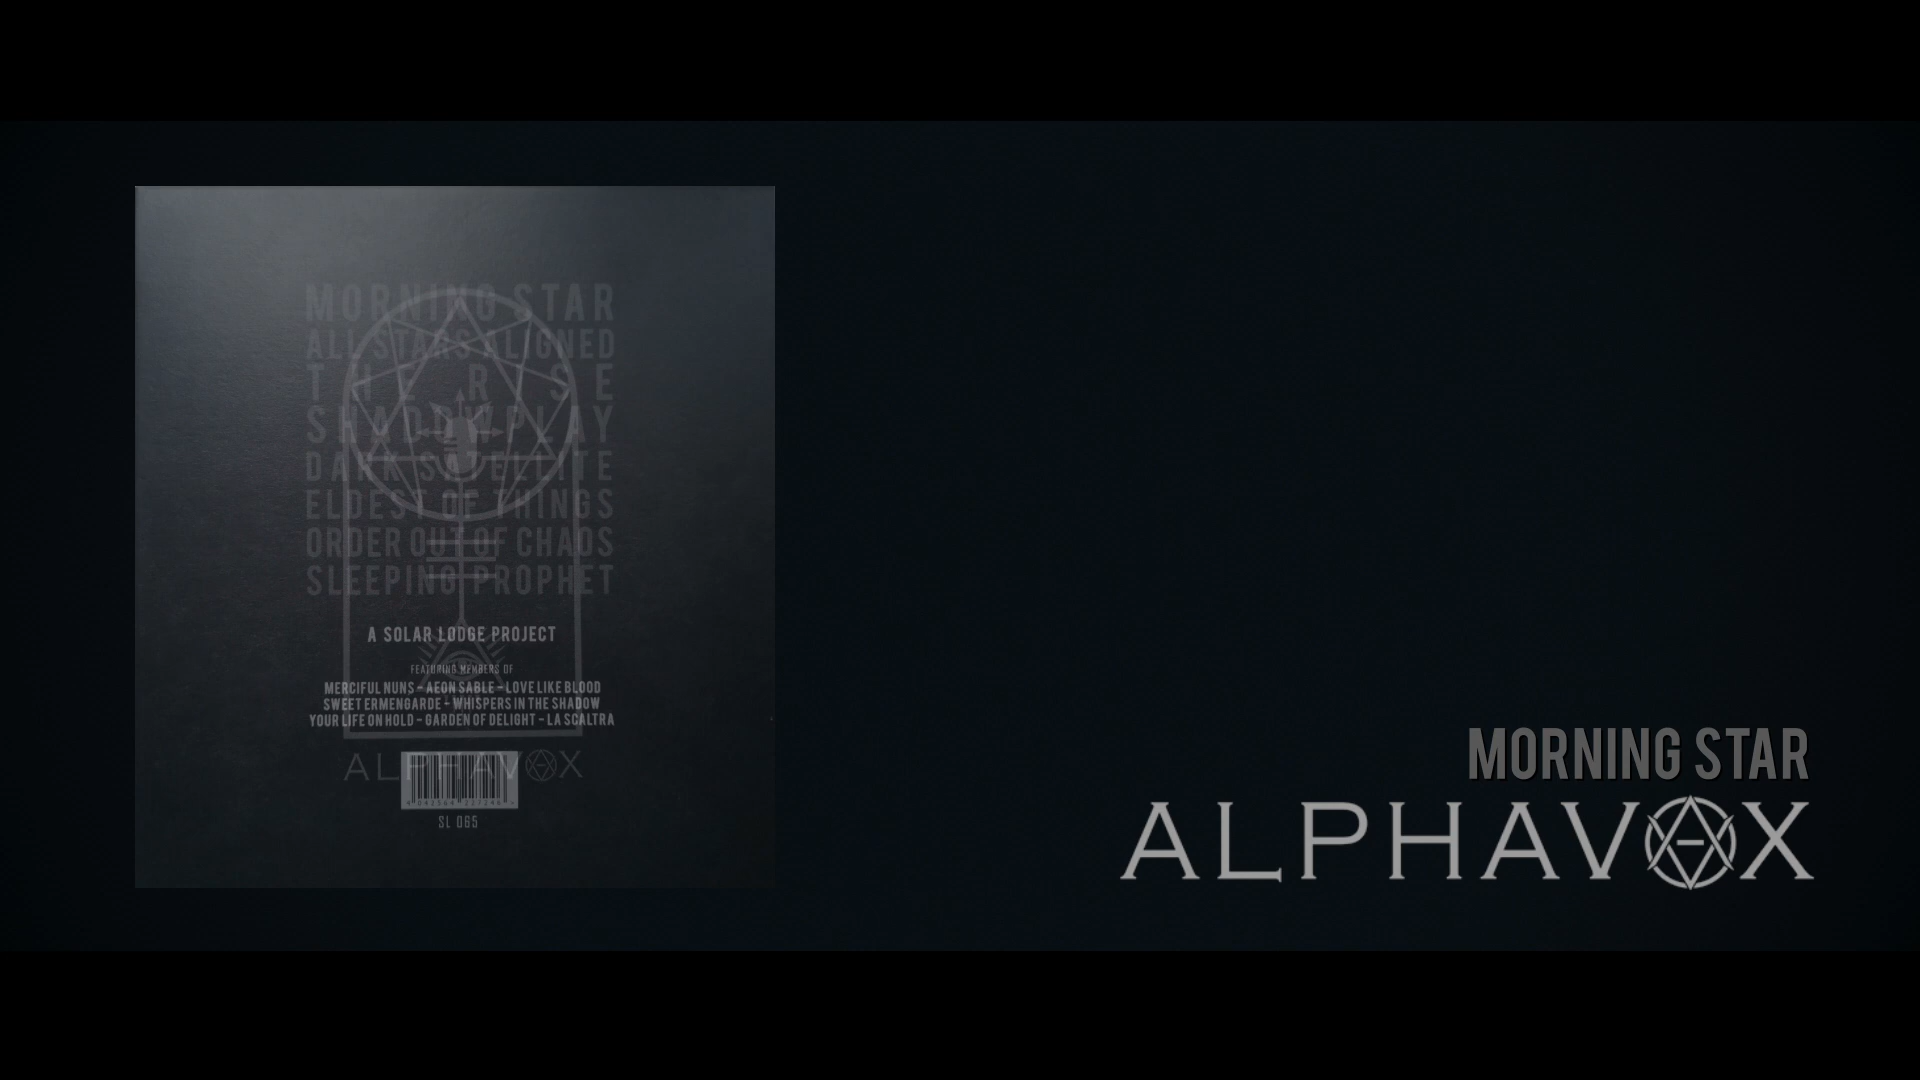 MORNING STAR
ALL STARS ALIGNED
SHADOWPLAY
DARK SATELLITE
ELDEST OF THINGS
ORDER OUT OF CHAOS
SLEEPING PROPHET
A SOLAR LODGE PROJECT
FEATURING MEMBERS OF
MERCIFUL NUNS – AEON SABLE – LOVE LIKE BLOOD
SWEET ERMENGARDE - WHISPERS IN THE SHADOW
YOUR LIFE ON HOLD – GARDEN OF DELIGHT – LA SCALTRA
ALPHAVOX
SL 065
MORNING STAR
ALPHAVOX